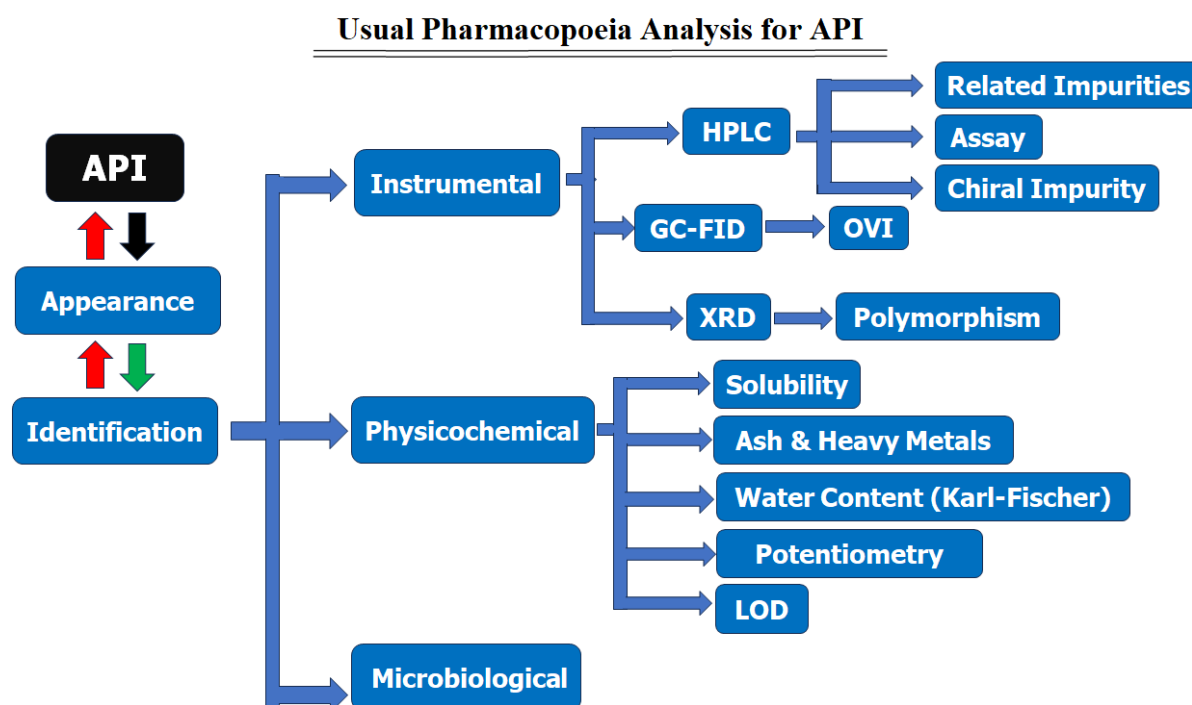 Usual Pharmacopoeia Analysis for API
API
Appearance
Identification
Instrumental
HPLC
Related Impurities
Assay
Chiral Impurity
GC-FID
OVI
XRD
Polymorphism
Physicochemical
Solubility
Ash & Heavy Metals
Water Content (Karl-Fischer)
Potentiometry
LOD
Microbiological